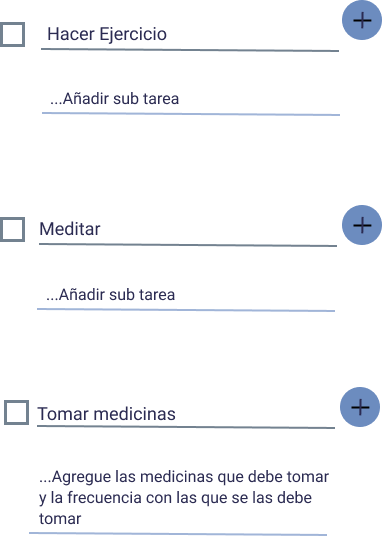 Hacer Ejercicio
...Añadir sub tarea
Meditar
...Añadir sub tarea
Tomar medicinas
...Agregue las medicinas que debe tomar
y la frecuencia con las que se las debe
tomar